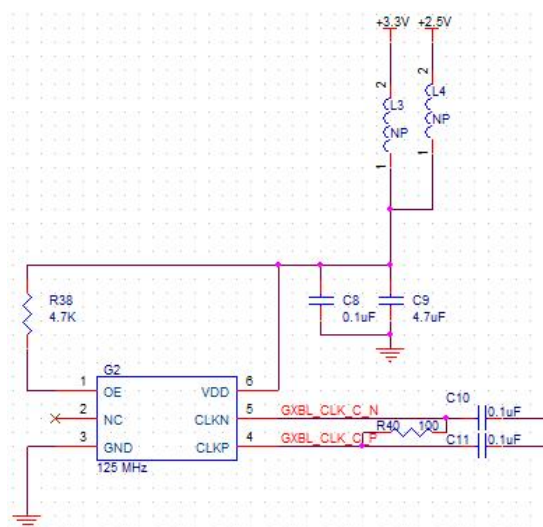 +3.3V +2.5V
2 2
L3 L4
NP NP
1 1
R38
4.7K
C8 C9
0.1uF 4.7uF
G2
1 OE VDD 6
2 NC CLKN 5 GXBL_CLK_C_N C10 0.1uF
R40 100
3 GND CLKP 4 GXBL_CLK_C_P C11 0.1uF
125 MHz